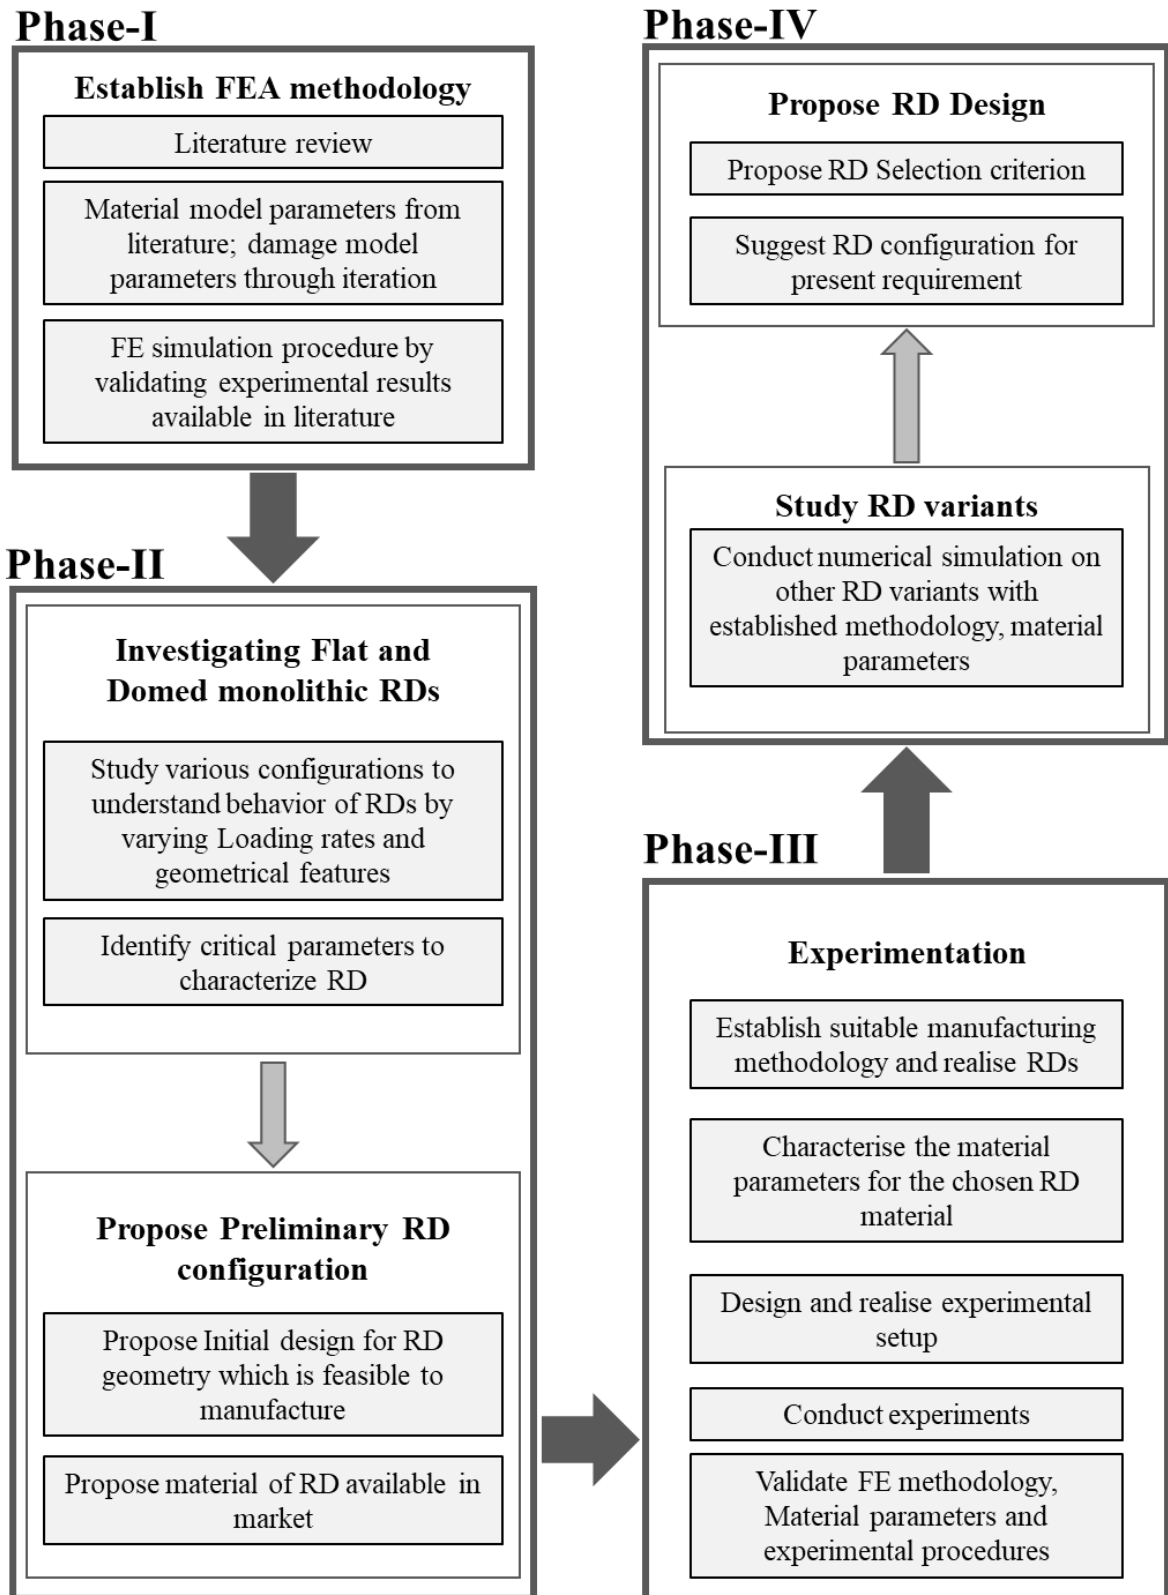 Phase-I
Establish FEA methodology
Literature review
Material model parameters from
literature; damage model
parameters through iteration
FE simulation procedure by
validating experimental results
available in literature
Phase-II
Investigating Flat and
Domed monolithic RDs
Study various configurations to
understand behavior of RDs by
varying Loading rates and
geometrical features
Identify critical parameters to
characterize RD
Propose Preliminary RD
configuration
Propose Initial design for RD
geometry which is feasible to
manufacture
Propose material of RD available in
market
Phase-III
Experimentation
Establish suitable manufacturing
methodology and realise RDs
Characterise the material
parameters for the chosen RD
material
Design and realise experimental
setup
Conduct experiments
Validate FE methodology,
Material parameters and
experimental procedures
Phase-IV
Propose RD Design
Propose RD Selection criterion
Suggest RD configuration for
present requirement
Study RD variants
Conduct numerical simulation on
other RD variants with
established methodology, material
parameters